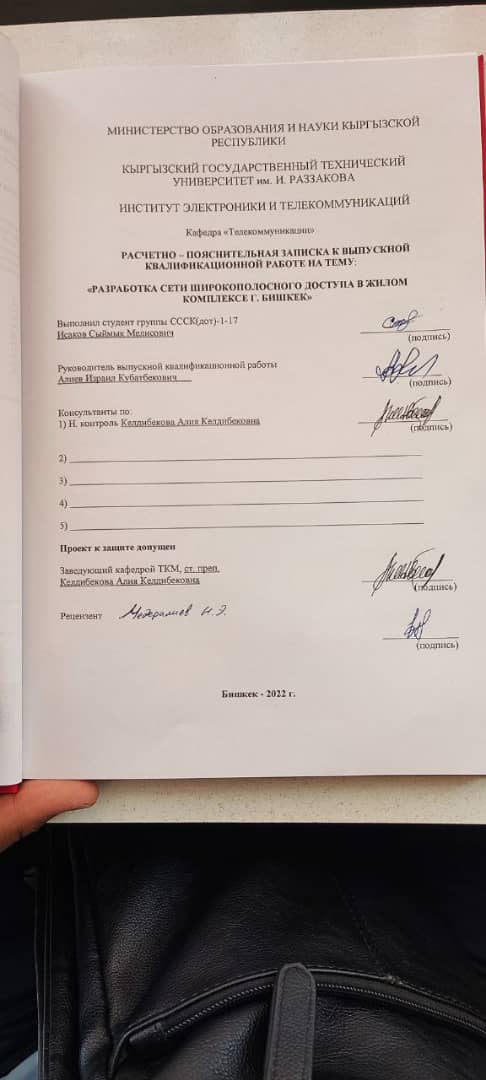 МИНИСТЕРСТВО ОБРАЗОВАНИЯ И НАУКИ КЫРГЫЗСКОЙ
РЕСПУБЛИКИ
КЫРГЫЗСКИЙ ГОСУДАРСТВЕННЫЙ ТЕХНИЧЕСКИЙ
УНИВЕРСИТЕТ им. И. РАЗЗАКОВА
ИНСТИТУТ ЭЛЕКТРОНИКИ И ТЕЛЕКОММУНИКАЦИЙ
Кафедра «Телекоммуникации»
РАСЧЕТНО – ПОЯСНИТЕЛЬНАЯ ЗАПИСКА К ВЫПУСКНОЙ
КВАЛИФИКАЦИОННОЙ РАБОТЕ НА ТЕМУ:
«РАЗРАБОТКА СЕТИ ШИРОКОПОЛОСНОГО ДОСТУПА В ЖИЛОМ
КОМПЛЕКСЕ Г. БИШКЕК»
Выполнил студент группы СССК(дот)-1-17
Исаков Сыймык Мелисович
(подпись)
Руководитель выпускной квалификационной работы
Алиев Израил Кубатбекович
(подпись)
Консультанты по:
1) Н. контроль Келдибекова Алия Келдибековна
(подпись)
2)
3)
4)
5)
Проект к защите допущен
Заведующий кафедрой ТКМ, ст. преп.
Келдибекова Алия Келдибековна
(подпись)
Рецензент
(подпись)
Бишкек - 2022 г.